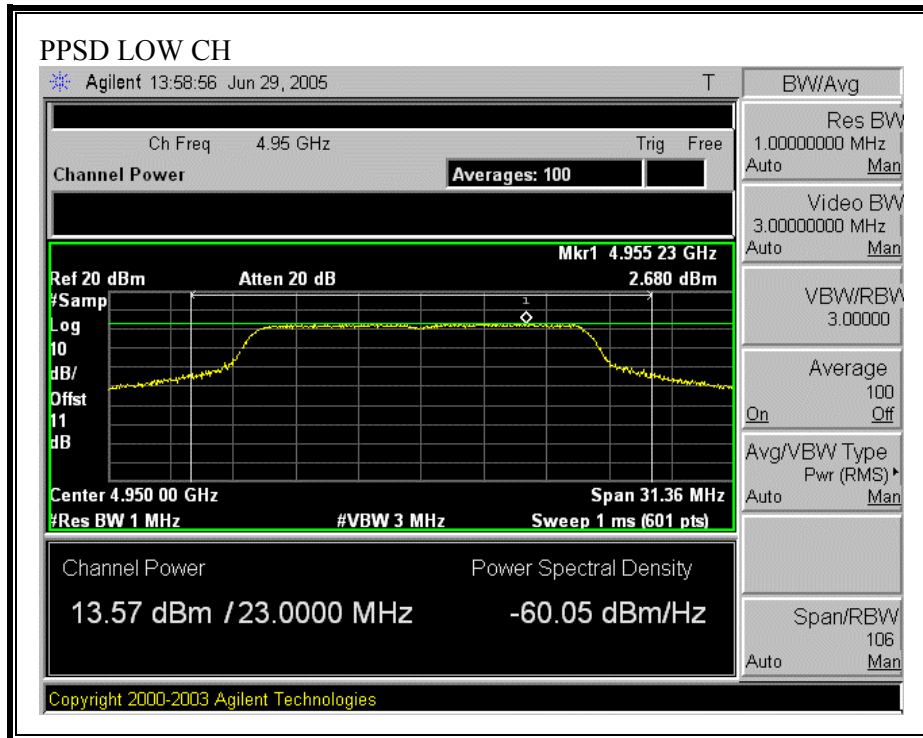 PPSD LOW CH
Agilent 13:58:56 Jun 29, 2005 T
Ch Freq 4.95 GHz Trig Free
Channel Power Averages: 100
Mkr1 4.955 23 GHz
Ref 20 dBm Atten 20 dB 2.680 dBm
#Samp
Log
10
dB/
Offst
11
dB
1
Center 4.950 00 GHz Span 31.36 MHz
#Res BW 1 MHz #VBW 3 MHz Sweep 1 ms (601 pts)
Channel Power Power Spectral Density
13.57 dBm / 23.0000 MHz -60.05 dBm/Hz
Copyright 2000-2003 Agilent Technologies
BW/Avg
Res BW
1.00000000 MHz
Auto Man
Video BW
3.00000000 MHz
Auto Man
VBW/RBW
3.00000
Average
100
On Off
Avg/VBW Type
Pwr (RMS)
Auto Man
Span/RBW
106
Auto Man